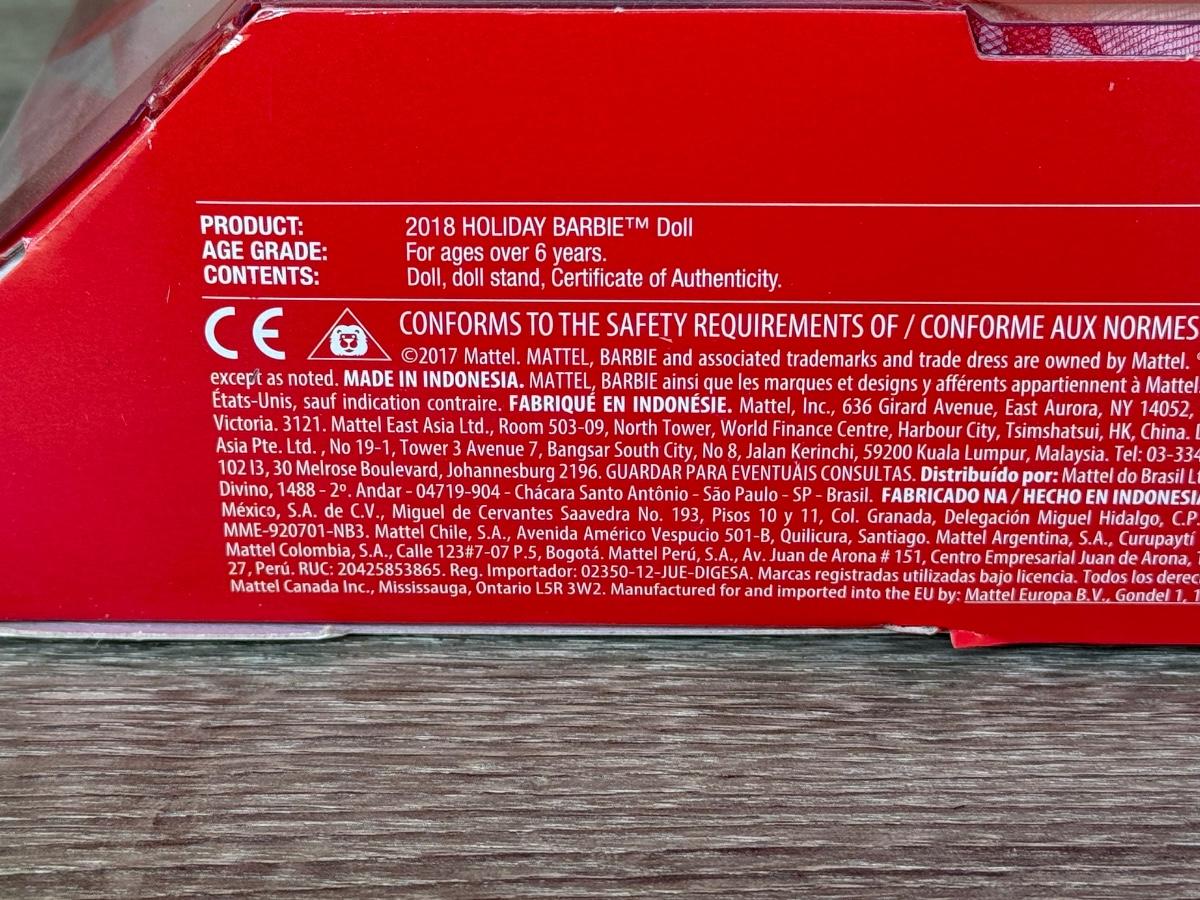 PRODUCT: 2018 HOLIDAY BARBIE™ Doll
AGE GRADE: For ages over 6 years.
CONTENTS: Doll, doll stand, Certificate of Authenticity.
CE CONFORMS TO THE SAFETY REQUIREMENTS OF / CONFORME AUX NORMES
©2017 Mattel. MATTEL, BARBIE and associated trademarks and trade dress are owned by Mattel.
except as noted. MADE IN INDONESIA. MATTEL, BARBIE ainsi que les marques et designs y afférents appartiennent à Mattel,
États-Unis, sauf indication contraire. FABRIQUÉ EN INDONÉSIE. Mattel, Inc., 636 Girard Avenue, East Aurora, NY 14052,
Victoria. 3121. Mattel East Asia Ltd., Room 503-09, North Tower, World Finance Centre, Harbour City, Tsimshatsui, HK, China.
Asia Pte. Ltd., No 19-1, Tower 3 Avenue 7, Bangsar South City, No 8, Jalan Kerinchi, 59200 Kuala Lumpur, Malaysia. Tel: 03-334
102 I3, 30 Melrose Boulevard, Johannesburg 2196. GUARDAR PARA EVENTUAIS CONSULTAS. Distribuído por: Mattel do Brasil
Divino, 1488 - 2º. Andar - 04719-904 - Chácara Santo Antônio - São Paulo - SP - Brasil. FABRICADO NA / HECHO EN INDONESIA
México, S.A. de C.V., Miguel de Cervantes Saavedra No. 193, Pisos 10 y 11, Col. Granada, Delegación Miguel Hidalgo, C.P.
MME-920701-NB3. Mattel Chile, S.A., Avenida Américo Vespucio 501-B, Quilicura, Santiago. Mattel Argentina, S.A., Curupaytí
Mattel Colombia, S.A., Calle 123#7-07 P.5, Bogotá. Mattel Perú, S.A., Av. Juan de Arona # 151, Centro Empresarial Juan de Arona,
27, Perú. RUC: 20425853865. Reg. Importador: 02350-12-JUE-DIGESA. Marcas registradas utilizadas bajo licencia. Todos los
Mattel Canada Inc., Mississauga, Ontario L5R 3W2. Manufactured for and imported into the EU by: Mattel Europa B.V., Gondel 1,